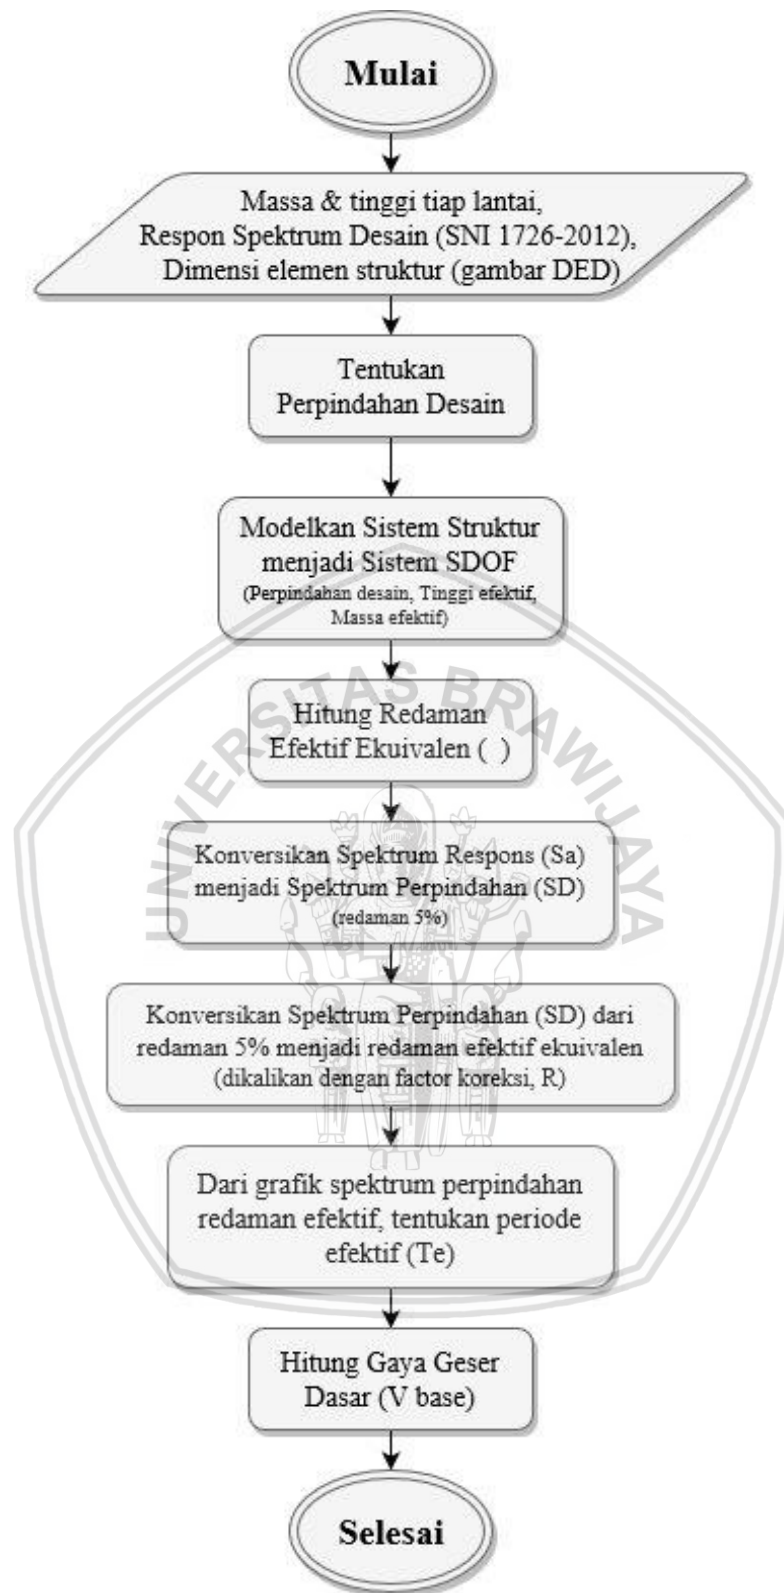 Mulai
Massa & tinggi tiap lantai,
Respon Spektrum Desain (SNI 1726-2012),
Dimensi elemen struktur (gambar DED)
Tentukan
Perpindahan Desain
Modelkan Sistem Struktur
menjadi Sistem SDOF
(Perpindahan desain, Tinggi efektif,
Massa efektif)
UNIVERSITAS BRAWIJAYA
Hitung Redaman
Efektif Ekuivalen ( )
Konversikan Spektrum Respons (Sa)
menjadi Spektrum Perpindahan (SD)
(redaman 5%)
Konversikan Spektrum Perpindahan (SD) dari
redaman 5% menjadi redaman efektif ekuivalen
(dikalikan dengan factor koreksi, R)
Dari grafik spektrum perpindahan
redaman efektif, tentukan periode
efektif (Te)
Hitung Gaya Geser
Dasar (V base)
Selesai